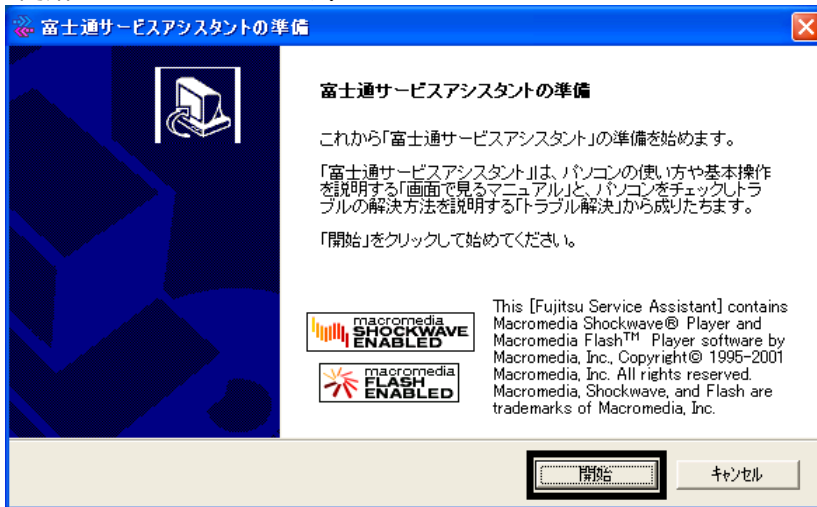 富士通サービスアシスタントの準備
富士通サービスアシスタントの準備
これから「富士通サービスアシスタント」の準備を始めます。
「富士通サービスアシスタント」は、パソコンの使い方や基本操作
を説明する「画面で見るマニュアル」と、パソコンをチェックしトラ
ブルの解決方法を説明する「トラブル解決」から成りたちます。
「開始」をクリックして始めてください。
macromedia
SHOCKWAVE
ENABLED
macromedia
FLASH
ENABLED
This [Fujitsu Service Assistant] contains
Macromedia Shockwave® Player and
Macromedia Flash™ Player software by
Macromedia, Inc., Copyright© 1995-2001
Macromedia, Inc. All rights reserved.
Macromedia, Shockwave, and Flash are
trademarks of Macromedia, Inc.
開始
キャンセル